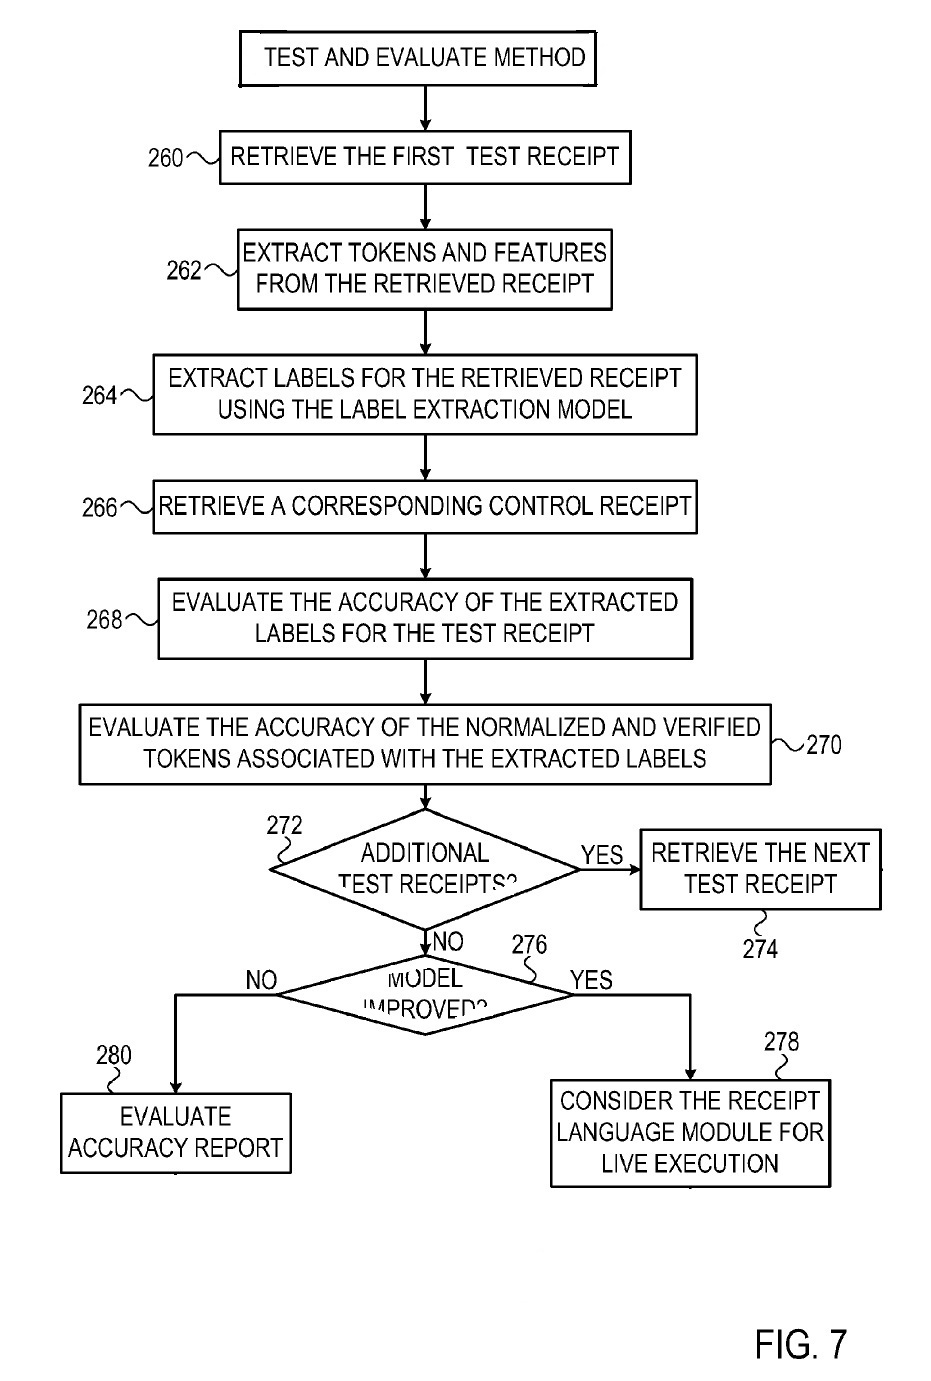 TEST AND EVALUATE METHOD
260
RETRIEVE THE FIRST TEST RECEIPT
262
EXTRACT TOKENS AND FEATURES
FROM THE RETRIEVED RECEIPT
264
EXTRACT LABELS FOR THE RETRIEVED RECEIPT
USING THE LABEL EXTRACTION MODEL
266
RETRIEVE A CORRESPONDING CONTROL RECEIPT
268
EVALUATE THE ACCURACY OF THE EXTRACTED
LABELS FOR THE TEST RECEIPT
EVALUATE THE ACCURACY OF THE NORMALIZED AND VERIFIED
TOKENS ASSOCIATED WITH THE EXTRACTED LABELS
270
272
ADDITIONAL
TEST RECEIPTS?
YES
RETRIEVE THE NEXT
TEST RECEIPT
274
NO
276
MODEL
IMPROVED?
NO
YES
280
EVALUATE
ACCURACY REPORT
278
CONSIDER THE RECEIPT
LANGUAGE MODULE FOR
LIVE EXECUTION
FIG. 7